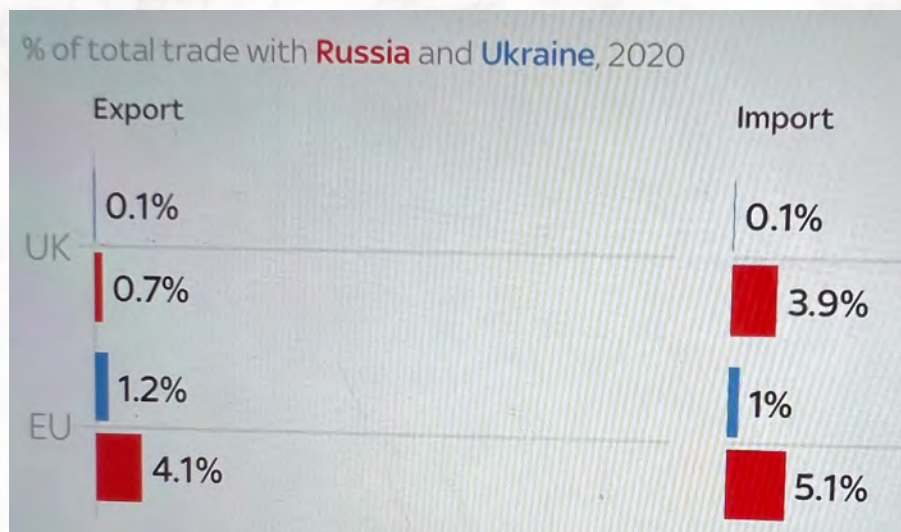 % of total trade with Russia and Ukraine, 2020
Export
Import
0.1%
0.1%
UK
0.7%
3.9%
1.2%
1%
EU
4.1%
5.1%